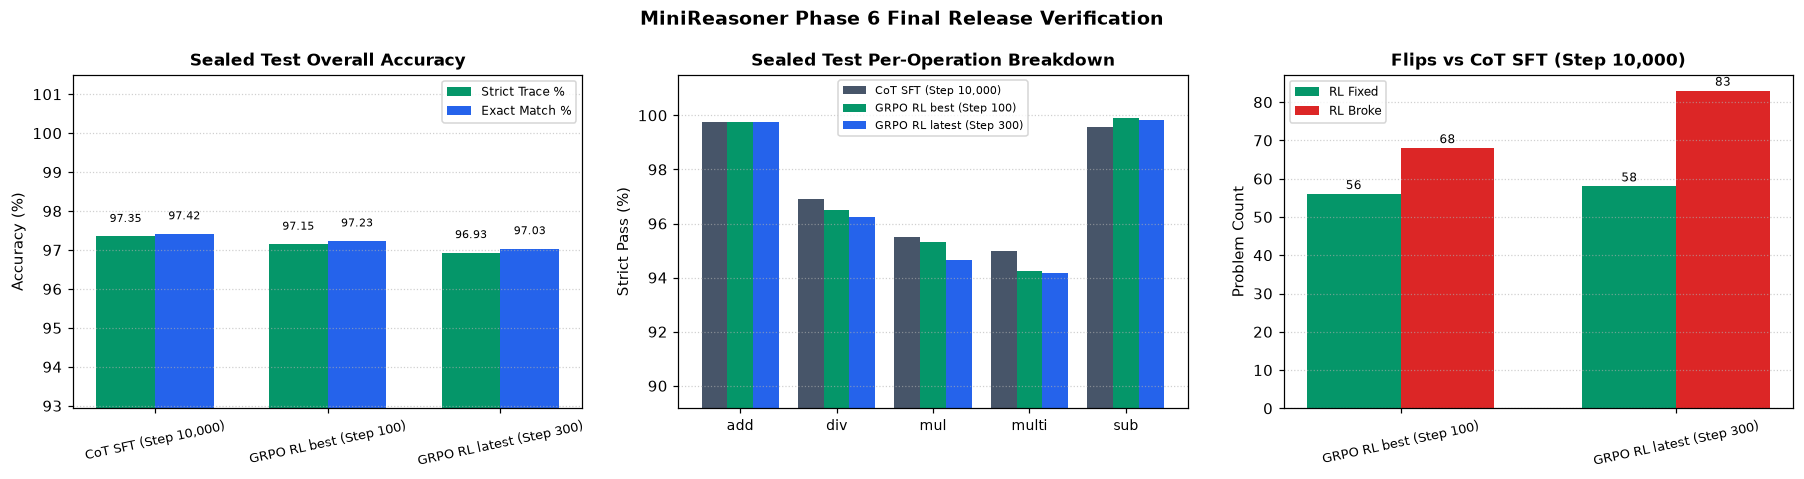 MiniReasoner Phase 6 Final Release Verification
Sealed Test Overall Accuracy
Strict Trace %
Exact Match %
Accuracy (%)
101
100
99
98
97
96
95
94
93
97.35
97.42
97.15
97.23
96.93
97.03
CoT SFT (Step 10,000)
GRPO RL best (Step 100)
GRPO RL latest (Step 300)
Sealed Test Per-Operation Breakdown
CoT SFT (Step 10,000)
GRPO RL best (Step 100)
GRPO RL latest (Step 300)
Strict Pass (%)
100
98
96
94
92
90
add
div
mul
multi
sub
Flips vs CoT SFT (Step 10,000)
RL Fixed
RL Broke
Problem Count
80
70
60
50
40
30
20
10
0
56
68
58
83
GRPO RL best (Step 100)
GRPO RL latest (Step 300)